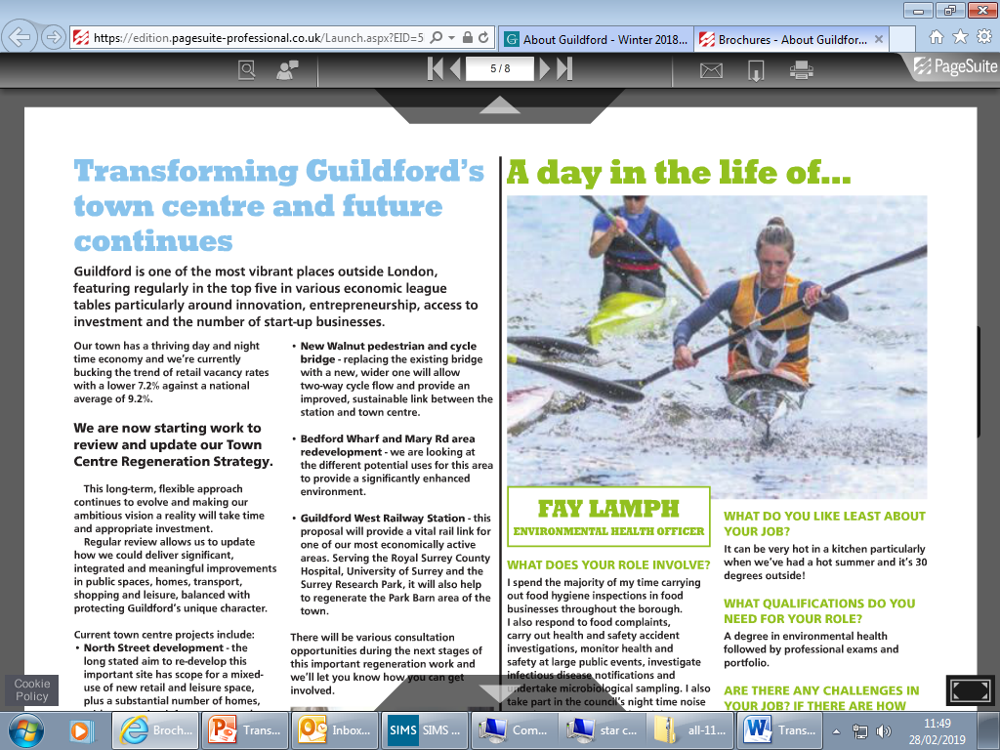 https://edition.pagesuite-professional.co.uk/Launch.aspx?EID=5
About Guildford - Winter 2018...
Brochures - About Guildfor...
5 / 8
PageSuite
Transforming Guildford's
town centre and future
continues
Guildford is one of the most vibrant places outside London,
featuring regularly in the top five in various economic league
tables particularly around innovation, entrepreneurship, access to
investment and the number of start-up businesses.
Our town has a thriving day and night
time economy and we're currently
bucking the trend of retail vacancy rates
with a lower 7.2% against a national
average of 9.2%.
We are now starting work to
review and update our Town
Centre Regeneration Strategy.
This long-term, flexible approach
continues to evolve and making our
ambitious vision a reality will take time
and appropriate investment.
Regular review allows us to update
how we could deliver significant,
integrated and meaningful improvements
in public spaces, homes, transport,
shopping and leisure, balanced with
protecting Guildford's unique character.
Current town centre projects include:
• North Street development - the
long stated aim to re-develop this
important site has scope for a mixed-
use of new retail and leisure space,
plus a substantial number of homes,
• New Walnut pedestrian and cycle
bridge - replacing the existing bridge
with a new, wider one will allow
two-way cycle flow and provide an
improved, sustainable link between the
station and town centre.
• Bedford Wharf and Mary Rd area
redevelopment - we are looking at
the different potential uses for this area
to provide a significantly enhanced
environment.
• Guildford West Railway Station - this
proposal will provide a vital rail link for
one of our most economically active
areas. Serving the Royal Surrey County
Hospital, University of Surrey and the
Surrey Research Park, it will also help
to regenerate the Park Barn area of the
town.
There will be various consultation
opportunities during the next stages of
this important regeneration work and
we'll let you know how you can get
involved.
A day in the life of...
FAY LAMPH
ENVIRONMENTAL HEALTH OFFICER
WHAT DOES YOUR ROLE INVOLVE?
I spend the majority of my time carrying
out food hygiene inspections in food
businesses throughout the borough.
I also respond to food complaints,
carry out health and safety accident
investigations, monitor health and
safety at large public events, investigate
infectious disease notifications and
undertake microbiological sampling. I also
take part in the council's night time noise
WHAT DO YOU LIKE LEAST ABOUT
YOUR JOB?
It can be very hot in a kitchen particularly
when we've had a hot summer and it's 30
degrees outside!
WHAT QUALIFICATIONS DO YOU
NEED FOR YOUR ROLE?
A degree in environmental health
followed by professional exams and
portfolio.
ARE THERE ANY CHALLENGES IN
YOUR JOB? IF THERE ARE HOW
Cookie
Policy
Broch...
Trans...
Inbox...
SIMS SIMS ...
Com...
star c...
all-11...
Trans...
11:49
28/02/2019